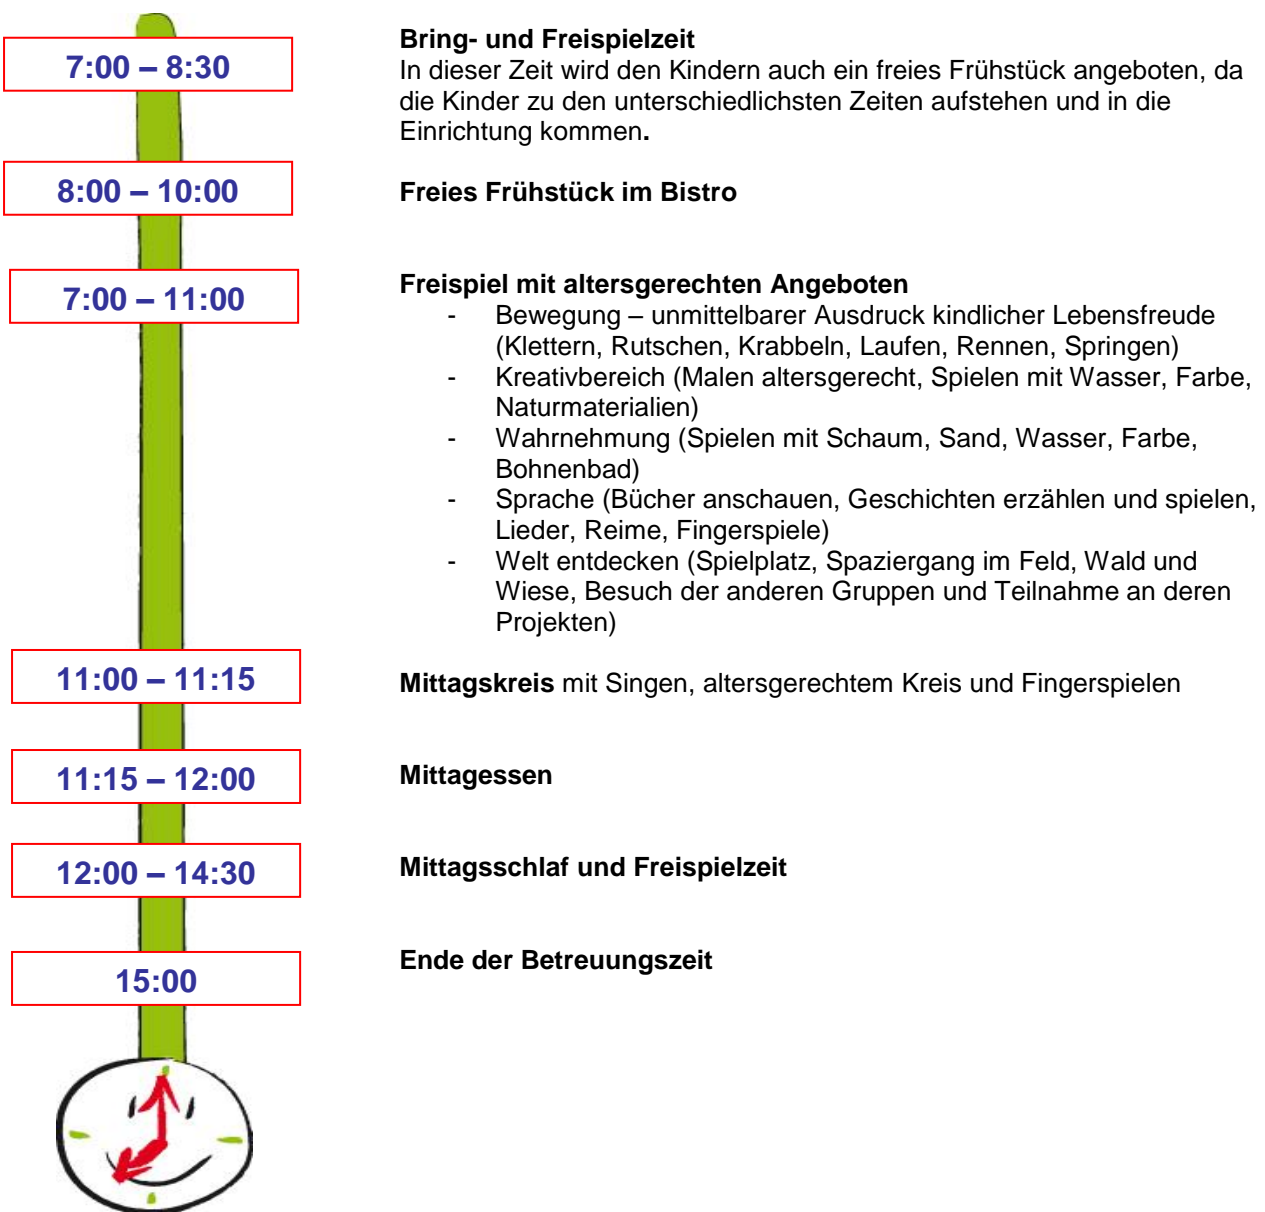 7:00 – 8:30
Bring- und Freispielzeit
In dieser Zeit wird den Kindern auch ein freies Frühstück angeboten, da
die Kinder zu den unterschiedlichsten Zeiten aufstehen und in die
Einrichtung kommen.
8:00 – 10:00
Freies Frühstück im Bistro
7:00 – 11:00
Freispiel mit altersgerechten Angeboten
- Bewegung – unmittelbarer Ausdruck kindlicher Lebensfreude
(Klettern, Rutschen, Krabbeln, Laufen, Rennen, Springen)
- Kreativbereich (Malen altersgerecht, Spielen mit Wasser, Farbe,
Naturmaterialien)
- Wahrnehmung (Spielen mit Schaum, Sand, Wasser, Farbe,
Bohnenbad)
- Sprache (Bücher anschauen, Geschichten erzählen und spielen,
Lieder, Reime, Fingerspiele)
- Welt entdecken (Spielplatz, Spaziergang im Feld, Wald und
Wiese, Besuch der anderen Gruppen und Teilnahme an deren
Projekten)
11:00 – 11:15
Mittagskreis mit Singen, altersgerechtem Kreis und Fingerspielen
11:15 – 12:00
Mittagessen
12:00 – 14:30
Mittagsschlaf und Freispielzeit
15:00
Ende der Betreuungszeit